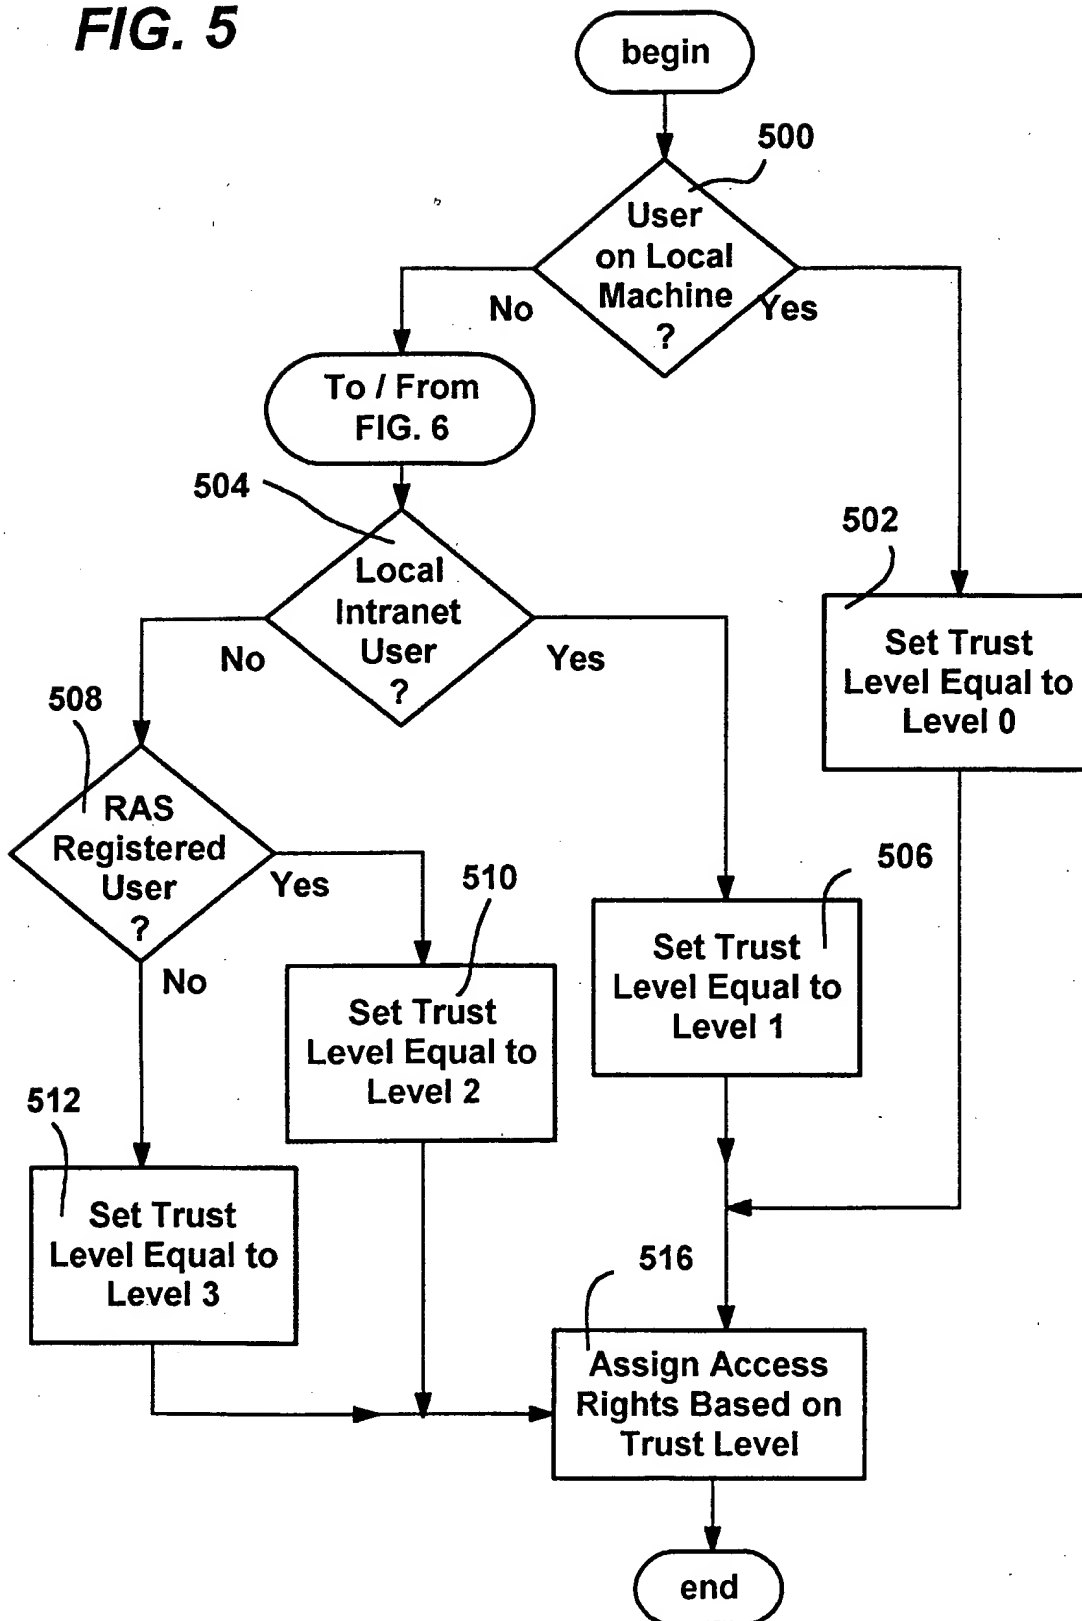 FIG. 5
begin
500
User
on Local
Machine
?
No
Yes
To / From
FIG. 6
504
Local
Intranet
User
?
No
Yes
502
Set Trust
Level Equal to
Level 0
508
RAS
Registered
User
?
Yes
No
510
Set Trust
Level Equal to
Level 2
506
Set Trust
Level Equal to
Level 1
512
Set Trust
Level Equal to
Level 3
516
Assign Access
Rights Based on
Trust Level
end